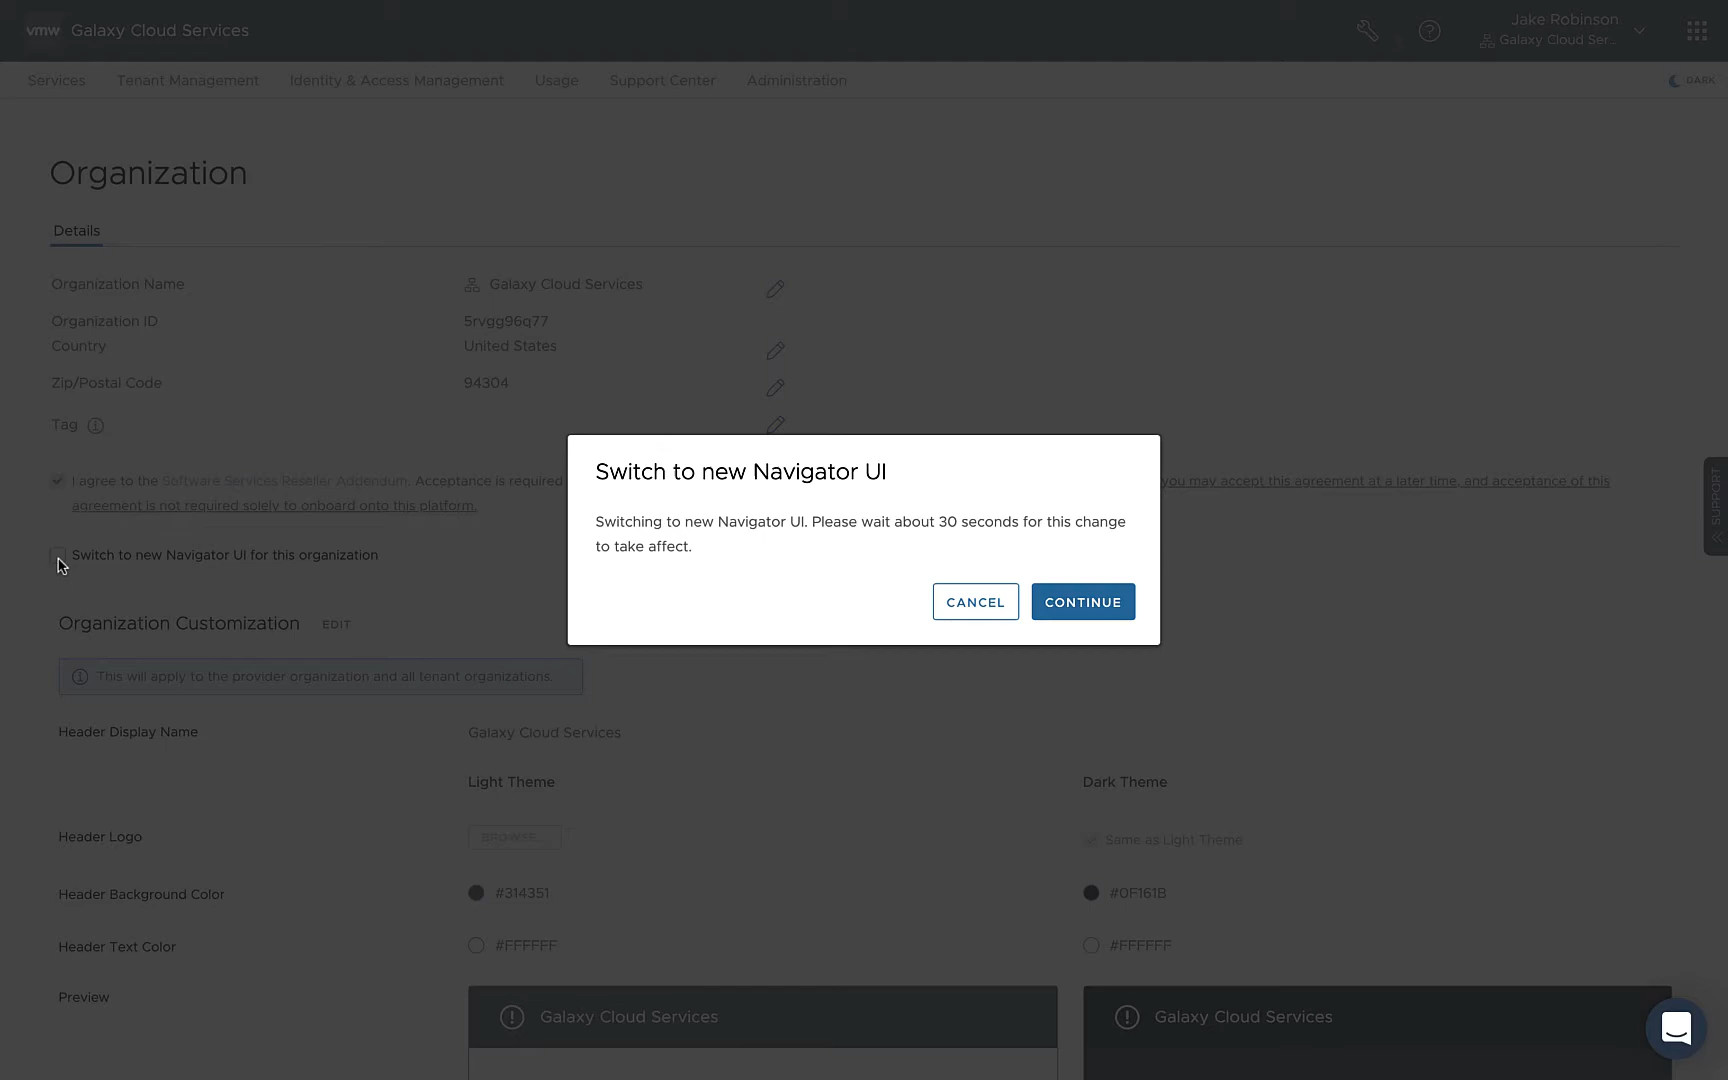 vmw Galaxy Cloud Services
Jake Robinson
Galaxy Cloud Ser...
Services Tenant Management Identity & Access Management Usage Support Center Administration DARK
Organization
Details
Organization Name Galaxy Cloud Services
Organization ID 5rvgg96q77
Country United States
Zip/Postal Code 94304
Tag
I agree to the Software Services Reseller Addendum. Acceptance is required you may accept this agreement at a later time, and acceptance of this
agreement is not required solely to onboard onto this platform.
Switch to new Navigator UI for this organization
Switch to new Navigator UI
Switching to new Navigator UI. Please wait about 30 seconds for this change
to take affect.
CANCEL CONTINUE
SUPPORT
Organization Customization EDIT
This will apply to the provider organization and all tenant organizations.
Header Display Name Galaxy Cloud Services
Light Theme Dark Theme
Header Logo BROWSE Same as Light Theme
Header Background Color #314351 #0F161B
Header Text Color #FFFFFF #FFFFFF
Preview
Galaxy Cloud Services Galaxy Cloud Services